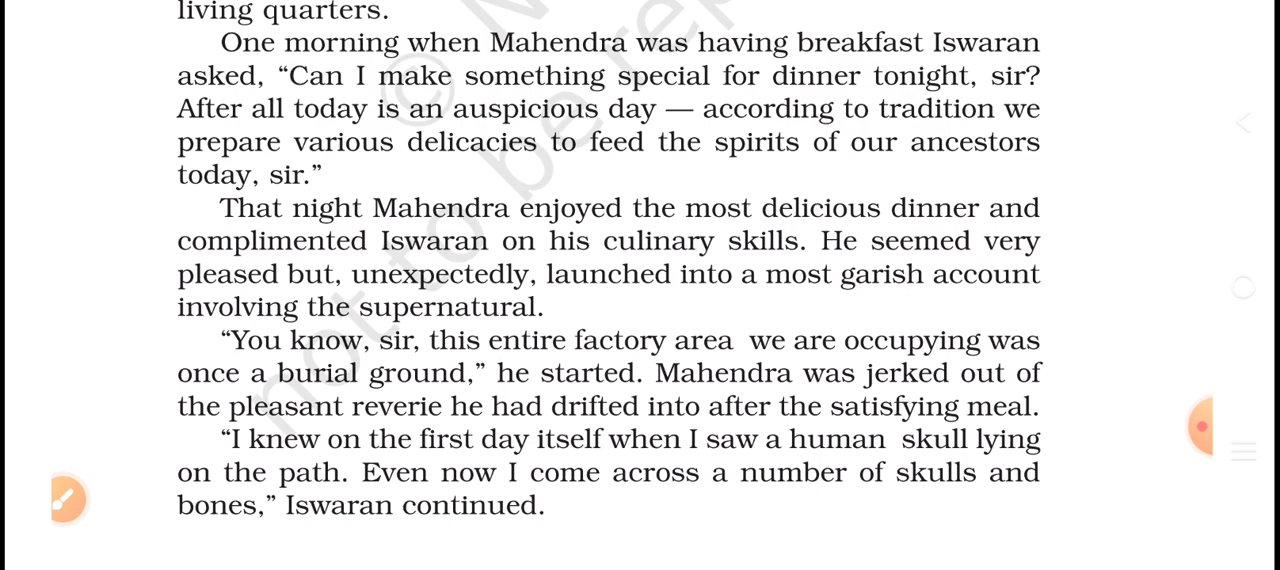 living quarters.
One morning when Mahendra was having breakfast Iswaran
asked, “Can I make something special for dinner tonight, sir?
After all today is an auspicious day — according to tradition we
prepare various delicacies to feed the spirits of our ancestors
today, sir.”
That night Mahendra enjoyed the most delicious dinner and
complimented Iswaran on his culinary skills. He seemed very
pleased but, unexpectedly, launched into a most garish account
involving the supernatural.
“You know, sir, this entire factory area we are occupying was
once a burial ground,” he started. Mahendra was jerked out of
the pleasant reverie he had drifted into after the satisfying meal.
“I knew on the first day itself when I saw a human skull lying
on the path. Even now I come across a number of skulls and
bones,” Iswaran continued.
not to be rep
©